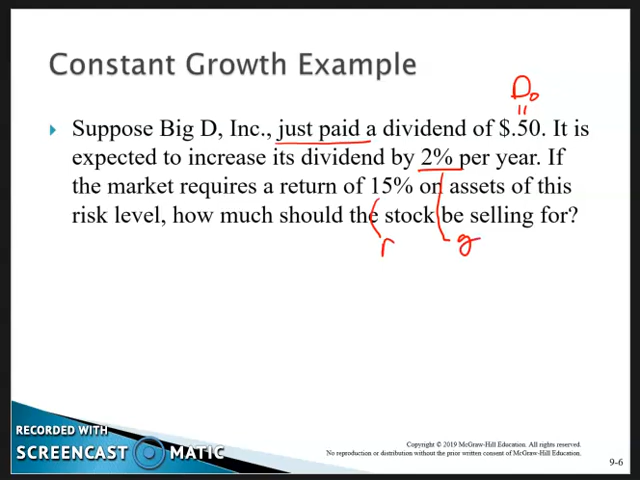 Constant Growth Example
D₀
"
Suppose Big D, Inc., just paid a dividend of $.50. It is
expected to increase its dividend by 2% per year. If
the market requires a return of 15% on assets of this
risk level, how much should the stock be selling for?
r
g
RECORDED WITH
SCREENCAST MATIC
Copyright © 2019 McGraw-Hill Education. All rights reserved.
No reproduction or distribution without the prior written consent of McGraw-Hill Education.
9-6